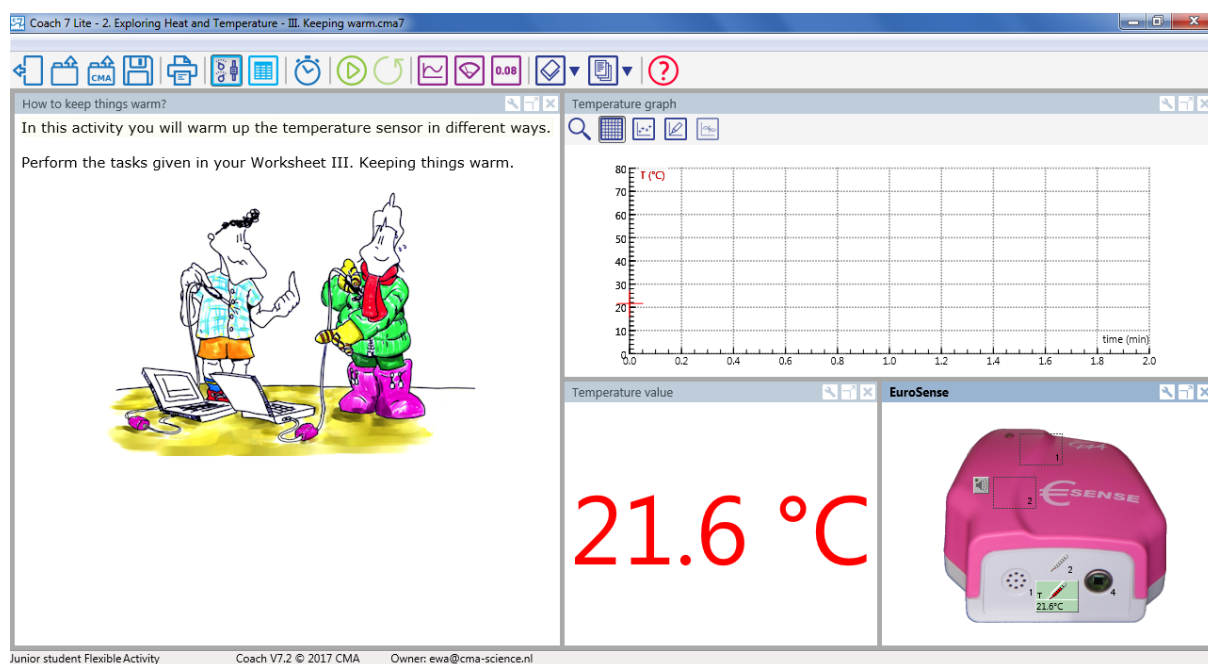 Coach 7 Lite - 2. Exploring Heat and Temperature - III. Keeping warm.cma7
CMA
0.08
?
How to keep things warm?
In this activity you will warm up the temperature sensor in different ways.
Perform the tasks given in your Worksheet III. Keeping things warm.
Temperature graph
T (°C)
80
70
60
50
40
30
20
10
0
0.0 0.2 0.4 0.6 0.8 1.0 1.2 1.4 1.6 1.8 2.0
time (min)
Temperature value
21.6 °C
EuroSense
CMA
1
2
€SENSE
2
1
4
T
21.6°C
Junior student Flexible Activity Coach V7.2 © 2017 CMA Owner: ewa@cma-science.nl